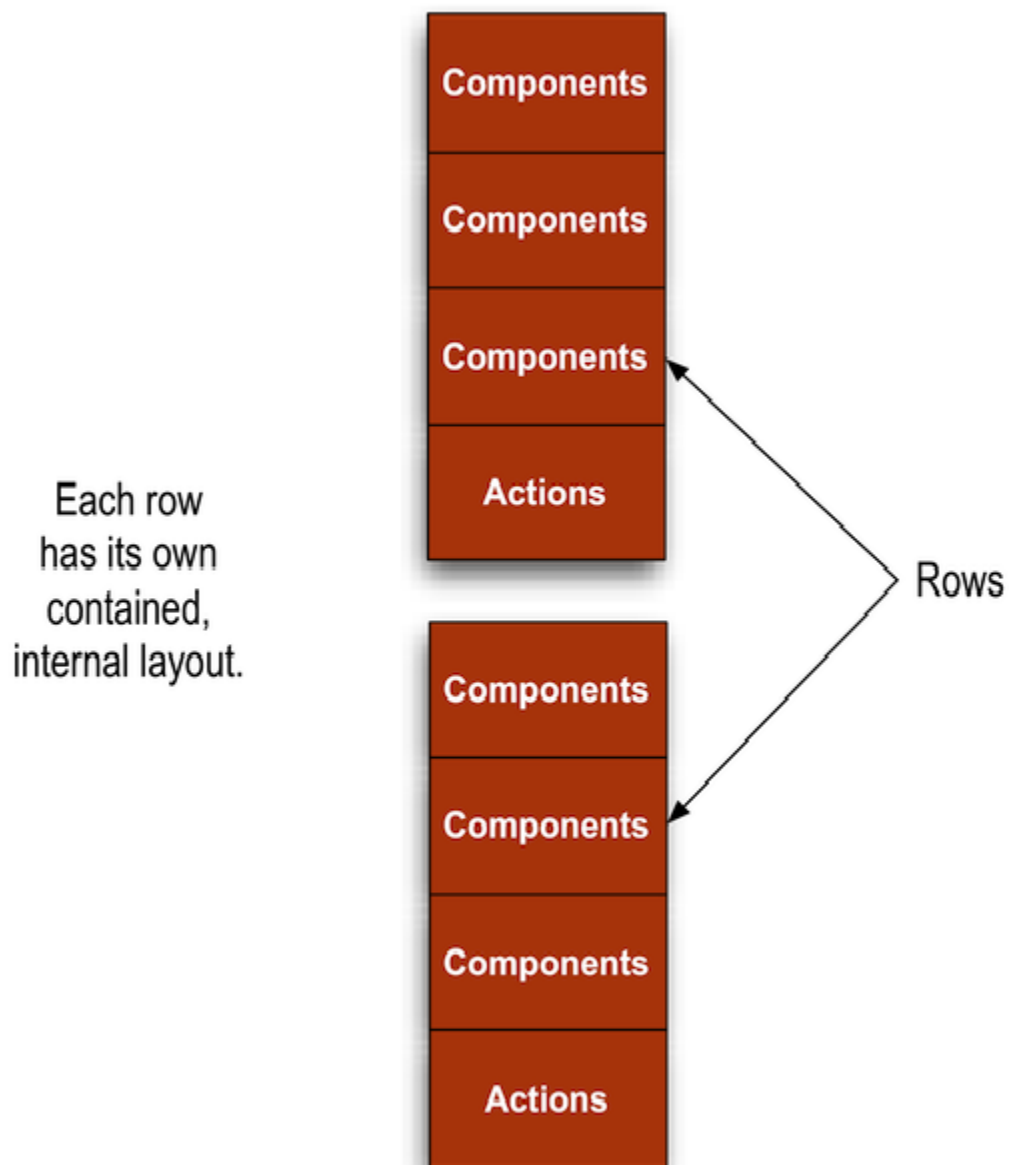 Components
Components
Components
Actions
Each row
has its own
contained,
internal layout.
Rows
Components
Components
Components
Actions